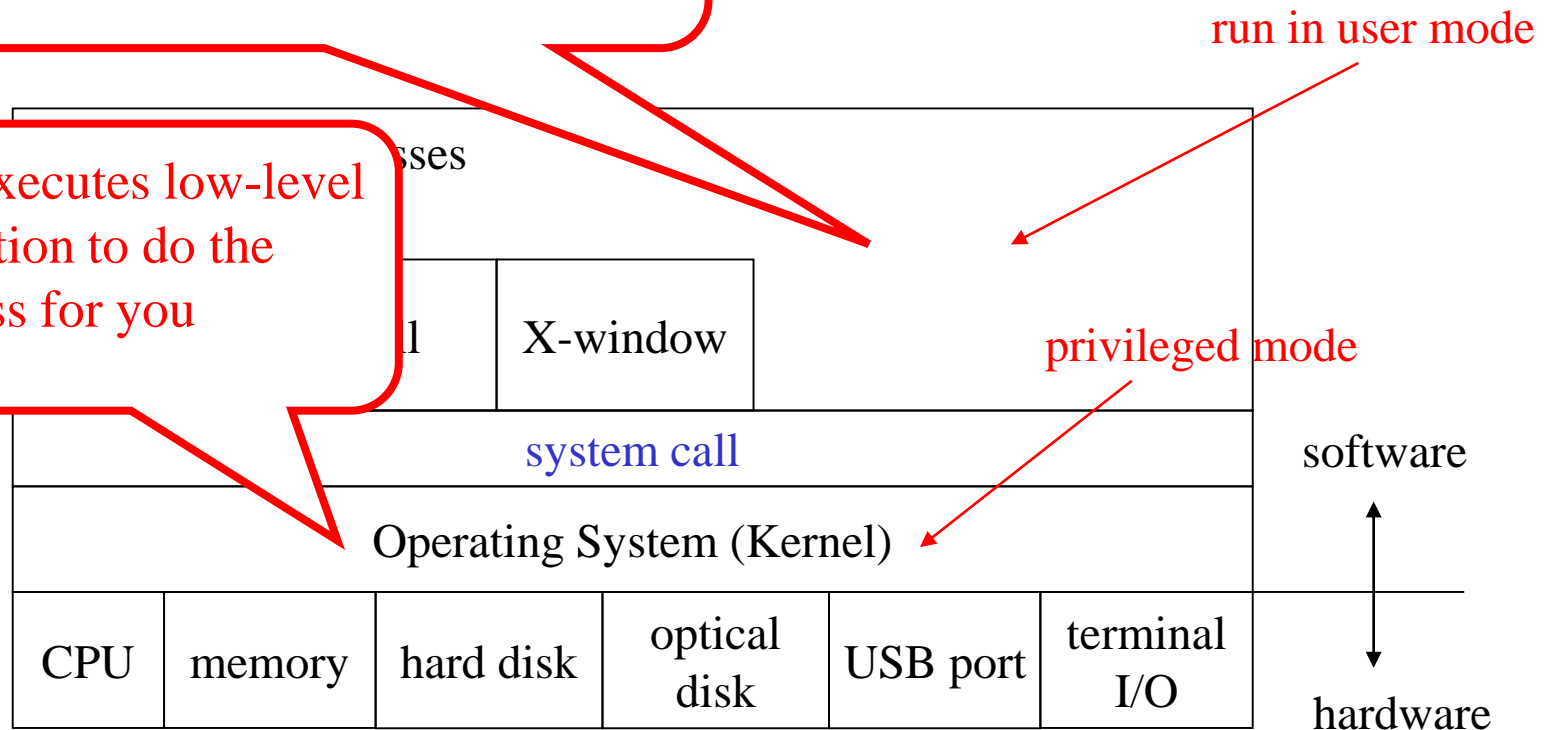 run in user mode
sses
xecutes low-level
tion to do the
ss for you
ll
X-window
privileged mode
system call
software
Operating System (Kernel)
CPU
memory
hard disk
optical
disk
USB port
terminal
I/O
hardware